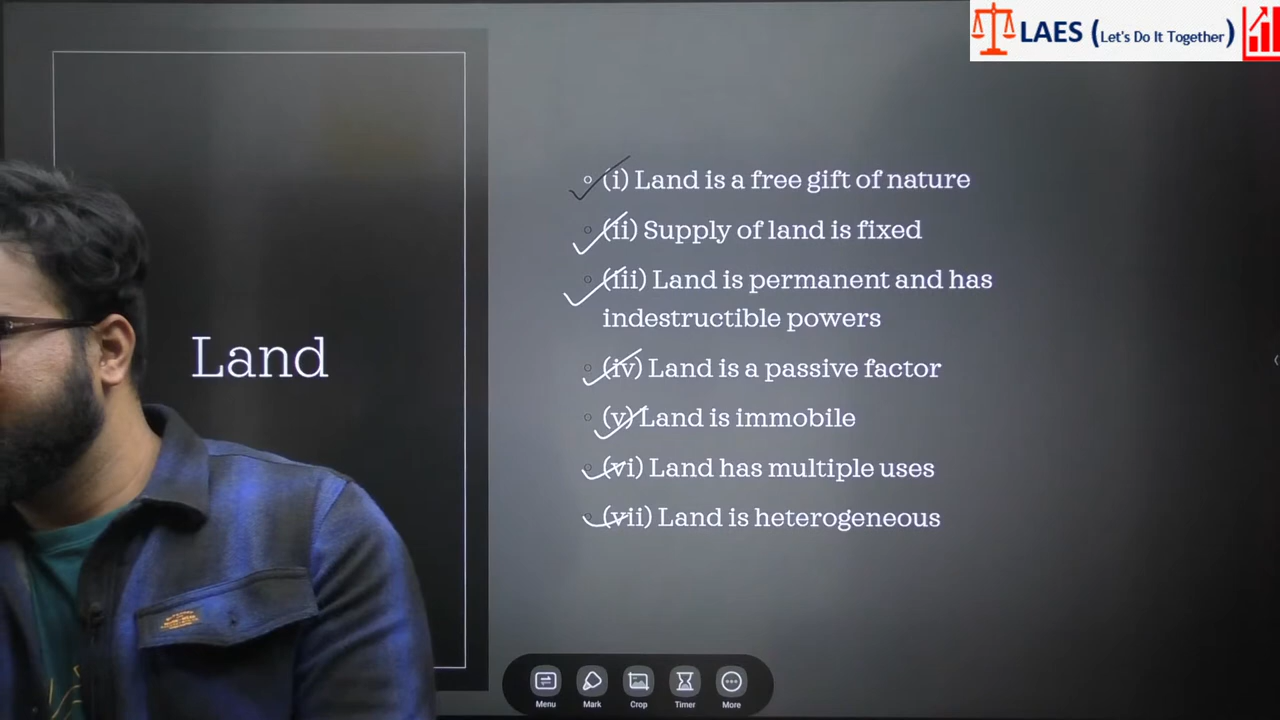 LAES (Let's Do It Together)
(i) Land is a free gift of nature
(ii) Supply of land is fixed
(iii) Land is permanent and has
indestructible powers
Land
(iv) Land is a passive factor
(v) Land is immobile
(vi) Land has multiple uses
(vii) Land is heterogeneous
Menu
Mark
Crop
Timer
More